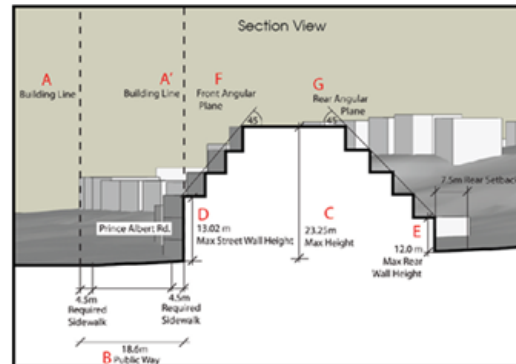 Section View
A
Building Line
A'
Building Line
F
Front Angular
Plane
G
Rear Angular
Plane
45
45
7.5m Rear Setback
Prince Albert Rd.
D
13.02 m
Max Street Wall Height
C
23.25m
Max Height
E
12.0 m
Max Rear
Wall Height
4.5m
Required
Sidewalk
4.5m
Required
Sidewalk
18.6m
B Public Way